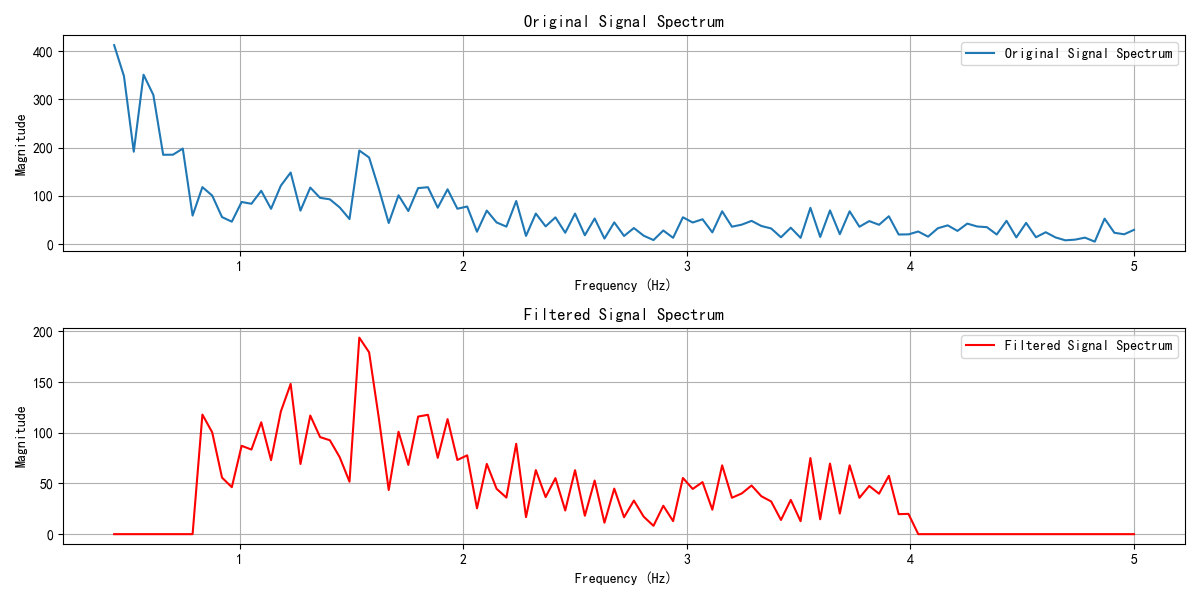 Original Signal Spectrum
Original Signal Spectrum
400
300
200
100
0
Magnitude
1 2 3 4 5
Frequency (Hz)
Filtered Signal Spectrum
Filtered Signal Spectrum
200
150
100
50
0
Magnitude
1 2 3 4 5
Frequency (Hz)